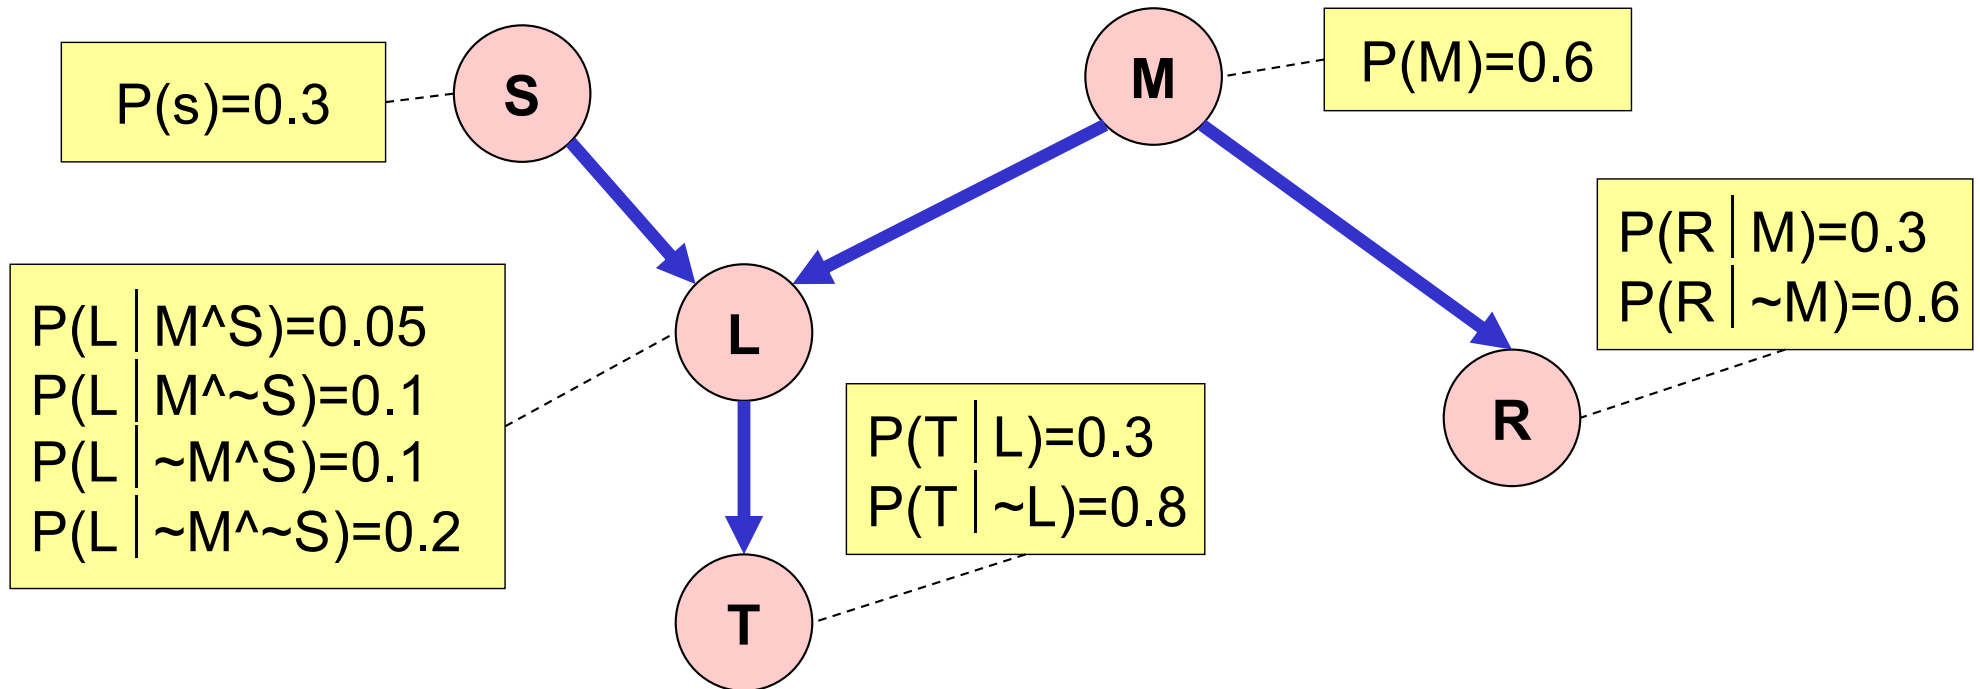 P(s)=0.3
S
M
P(M)=0.6
P(L | M^S)=0.05
P(L | M^~S)=0.1
P(L | ~M^S)=0.1
P(L | ~M^~S)=0.2
L
P(R | M)=0.3
P(R | ~M)=0.6
P(T | L)=0.3
P(T | ~L)=0.8
R
T